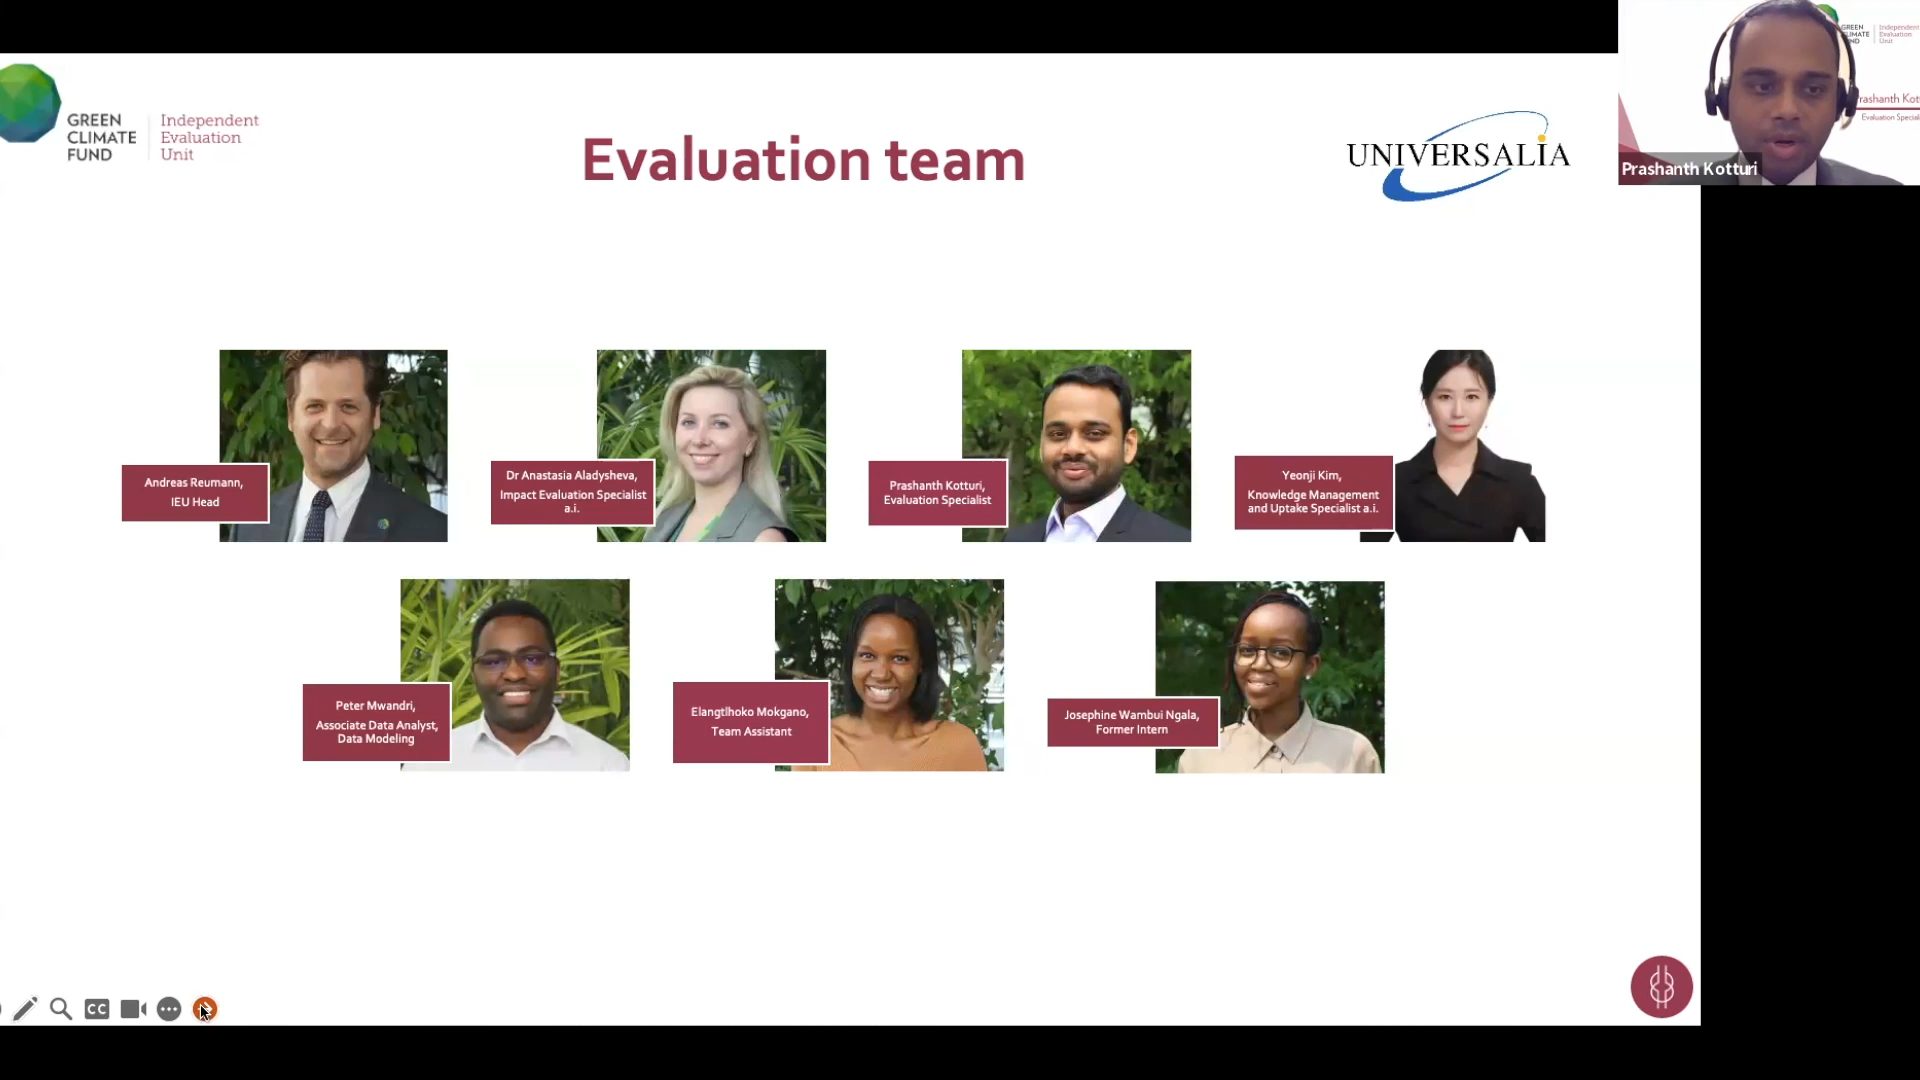 GREEN
CLIMATE
FUND
Independent
Evaluation
Unit
Evaluation team
UNIVERSALIA
Prashanth Kotturi
Andreas Reumann,
IEU Head
Dr Anastasia Aladysheva,
Impact Evaluation Specialist
a.i.
Prashanth Kotturi,
Evaluation Specialist
Yeonji Kim,
Knowledge Management
and Uptake Specialist a.i.
Peter Mwandri,
Associate Data Analyst,
Data Modeling
Elangtlhoko Mokgano,
Team Assistant
Josephine Wambui Ngala,
Former Intern
CC